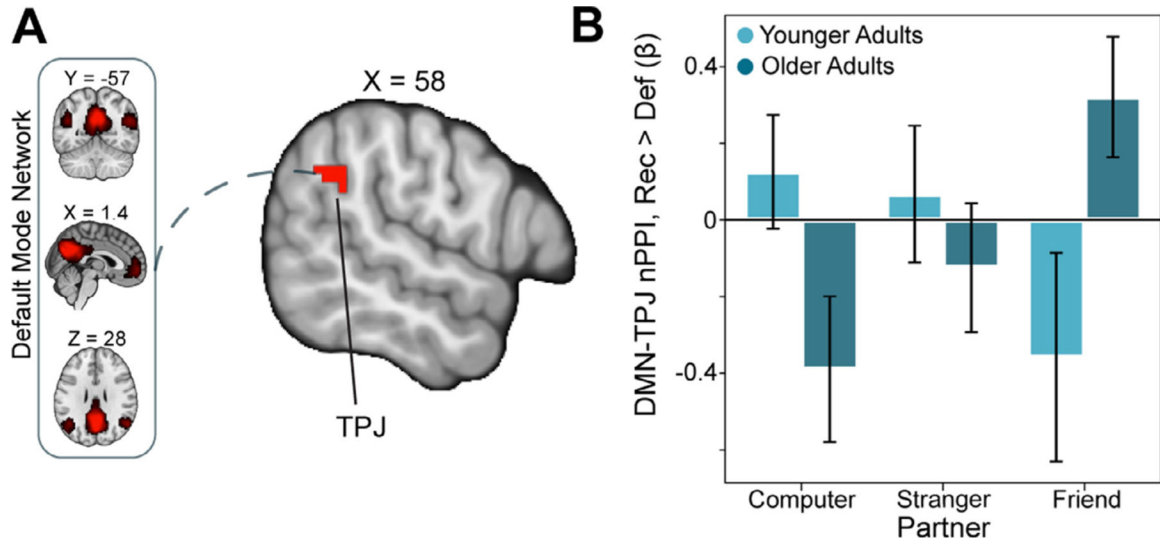 A
Default Mode Network
Y = -57
X = 1.4
Z = 28
X = 58
TPJ
B
Younger Adults
Older Adults
DMN-TPJ nPPI, Rec > Def (β)
0.4
0
-0.4
Computer
Stranger
Friend
Partner